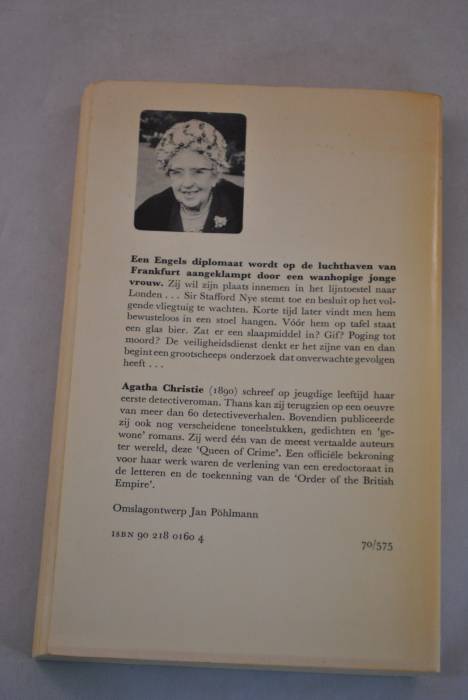 Een Engels diplomaat wordt op de luchthaven van
Frankfurt aangeklampt door een wanhopige jonge
vrouw. Zij wil zijn plaats innemen in het lijntoestel naar
Londen . . . Sir Stafford Nye stemt toe en besluit op het vol-
gende vliegtuig te wachten. Korte tijd later vindt men hem
bewusteloos in een stoel hangen. Vóór hem op tafel staat
een glas bier. Zat er een slaapmiddel in? Gif? Poging tot
moord? De veiligheidsdienst denkt er het zijne van en dan
begint een grootscheeps onderzoek dat onverwachte gevolgen
heeft . . .
Agatha Christie (1890) schreef op jeugdige leeftijd haar
eerste detectiveroman. Thans kan zij terugzien op een oeuvre
van meer dan 60 detectiveverhalen. Bovendien publiceerde
zij ook nog verscheidene toneelstukken, gedichten en ‘ge-
wone’ romans. Zij werd één van de meest vertaalde auteurs
ter wereld, deze ‘Queen of Crime’. Een officiële bekroning
voor haar werk waren de verlening van een eredoctoraat in
de letteren en de toekenning van de ‘Order of the British
Empire’.
Omslagontwerp Jan Pöhlmann
ISBN 90 218 0160 4
70/575